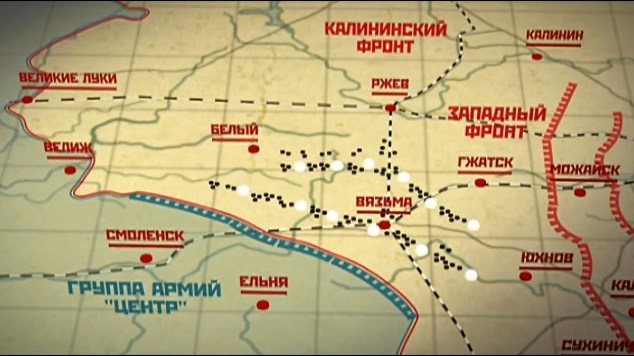 КАЛИНИНСКИЙ
ФРОНТ
КАЛИНИН
ВЕЛИКИЕ ЛУКИ
РЖЕВ
ЗАПАДНЫЙ
ФРОНТ
БЕЛЫЙ
ВЕЛИЖ
ГЖАТСК
МОЖАЙСК
ВЯЗЬМА
СМОЛЕНСК
ЮХНОВ
ЕЛЬНЯ
ГРУППА АРМИЙ
"ЦЕНТР"